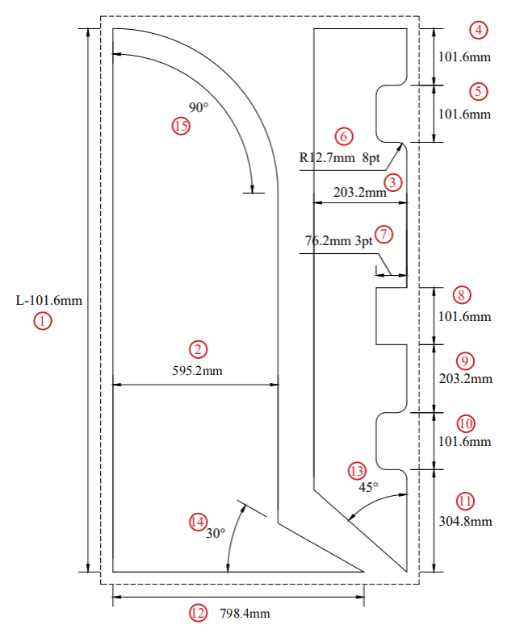 ④
101.6mm
⑤
101.6mm
90°
⑮
⑥
R12.7mm 8pt
③
203.2mm
⑦
76.2mm 3pt
L-101.6mm
①
⑧
101.6mm
②
595.2mm
⑨
203.2mm
⑩
101.6mm
⑬
45°
⑪
304.8mm
⑭
30°
⑫ 798.4mm